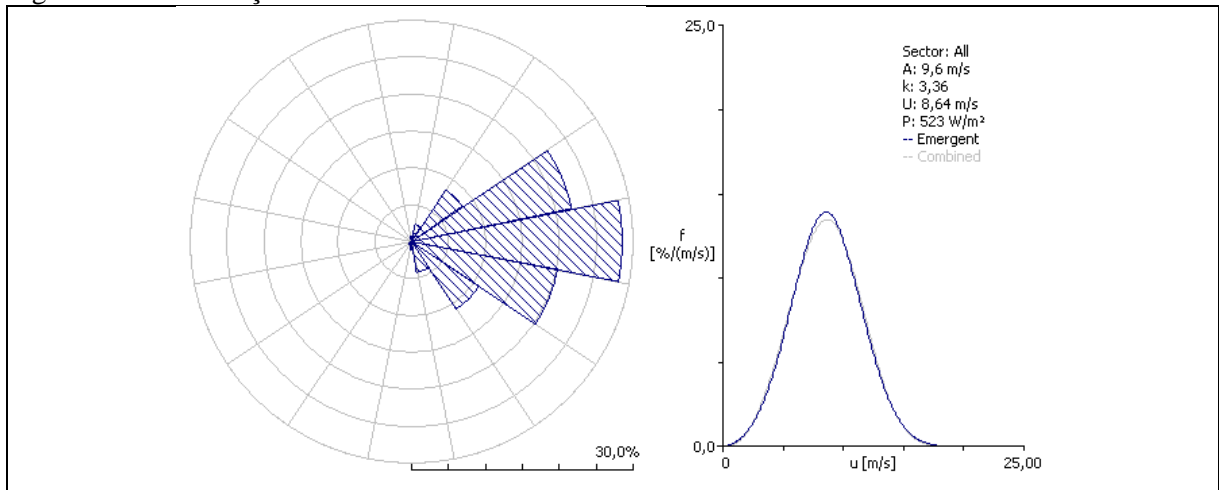 30,0%
25,0
f
[%/(m/s)]
0,0
0
u [m/s]
25,00
Sector: All
A: 9,6 m/s
k: 3,36
U: 8,64 m/s
P: 523 W/m²
-- Emergent
-- Combined